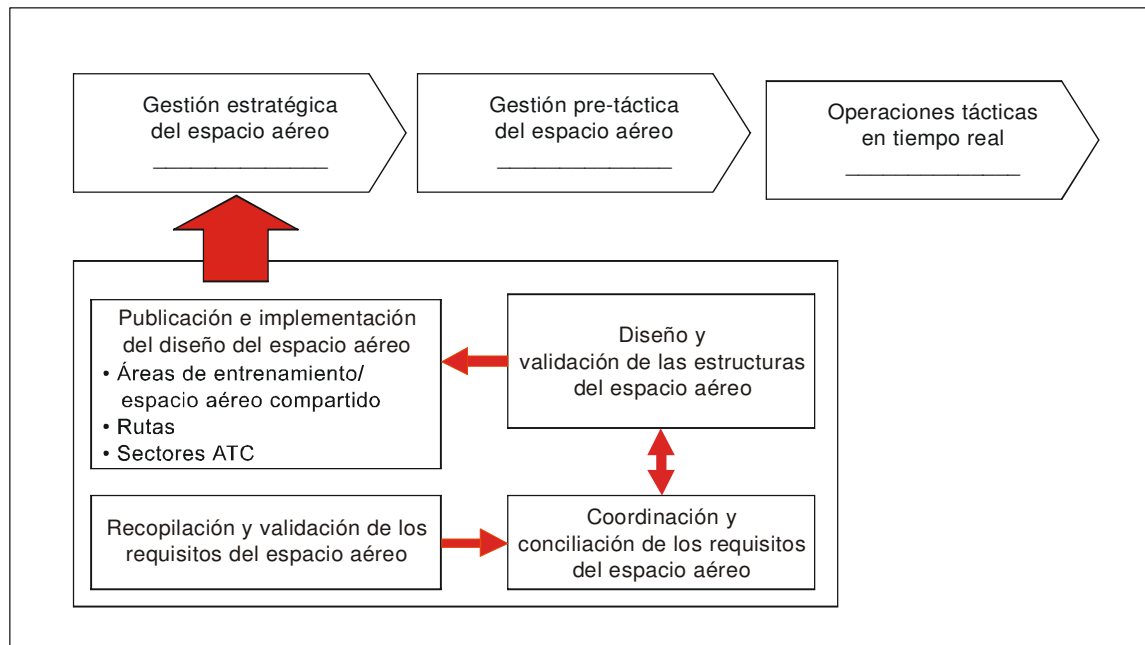 Gestión estratégica
del espacio aéreo
Gestión pre-táctica
del espacio aéreo
Operaciones tácticas
en tiempo real
Publicación e implementación
del diseño del espacio aéreo
• Áreas de entrenamiento/
espacio aéreo compartido
• Rutas
• Sectores ATC
Diseño y
validación de las estructuras
del espacio aéreo
Recopilación y validación de los
requisitos del espacio aéreo
Coordinación y
conciliación de los requisitos
del espacio aéreo